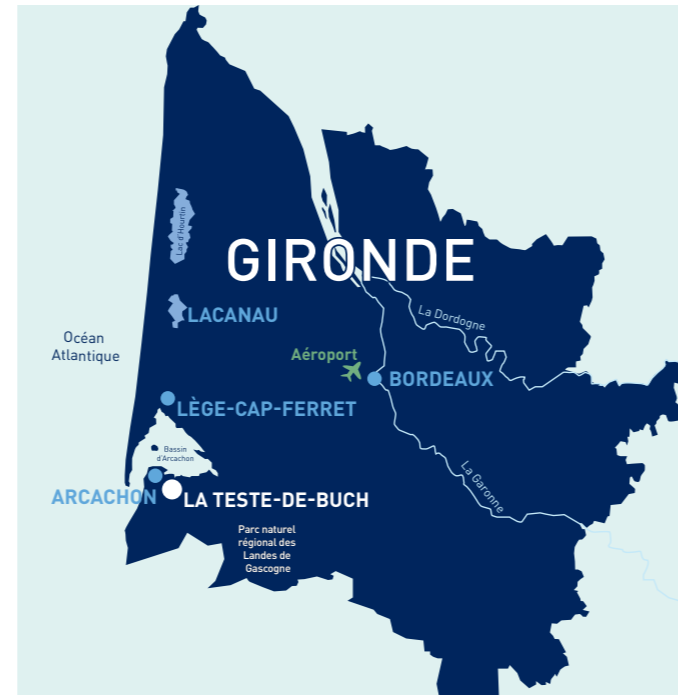 Lac d'Hourtin
GIRONDE
LACANAU
La Dordogne
Océan
Atlantique
Aéroport
BORDEAUX
LÈGE-CAP-FERRET
Bassin
d'Arcachon
La Garonne
ARCACHON
LA TESTE-DE-BUCH
Parc naturel
régional des
Landes de
Gascogne